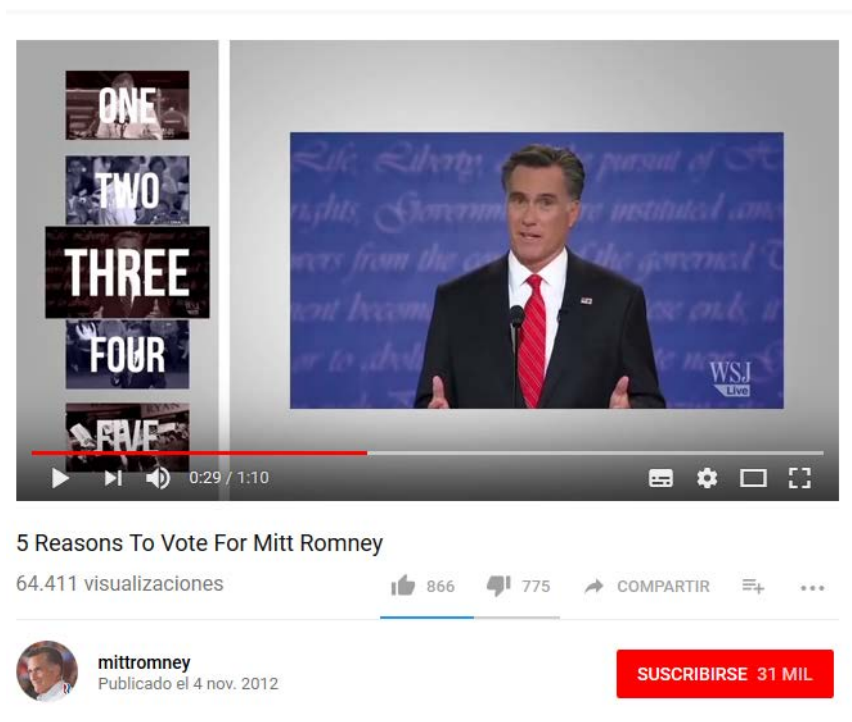 ONE
TWO
THREE
FOUR
FIVE
WSJ
Live
0:29 / 1:10
5 Reasons To Vote For Mitt Romney
64.411 visualizaciones
866
775
COMPARTIR
mittromney
Publicado el 4 nov. 2012
SUSCRIBIRSE 31 MIL